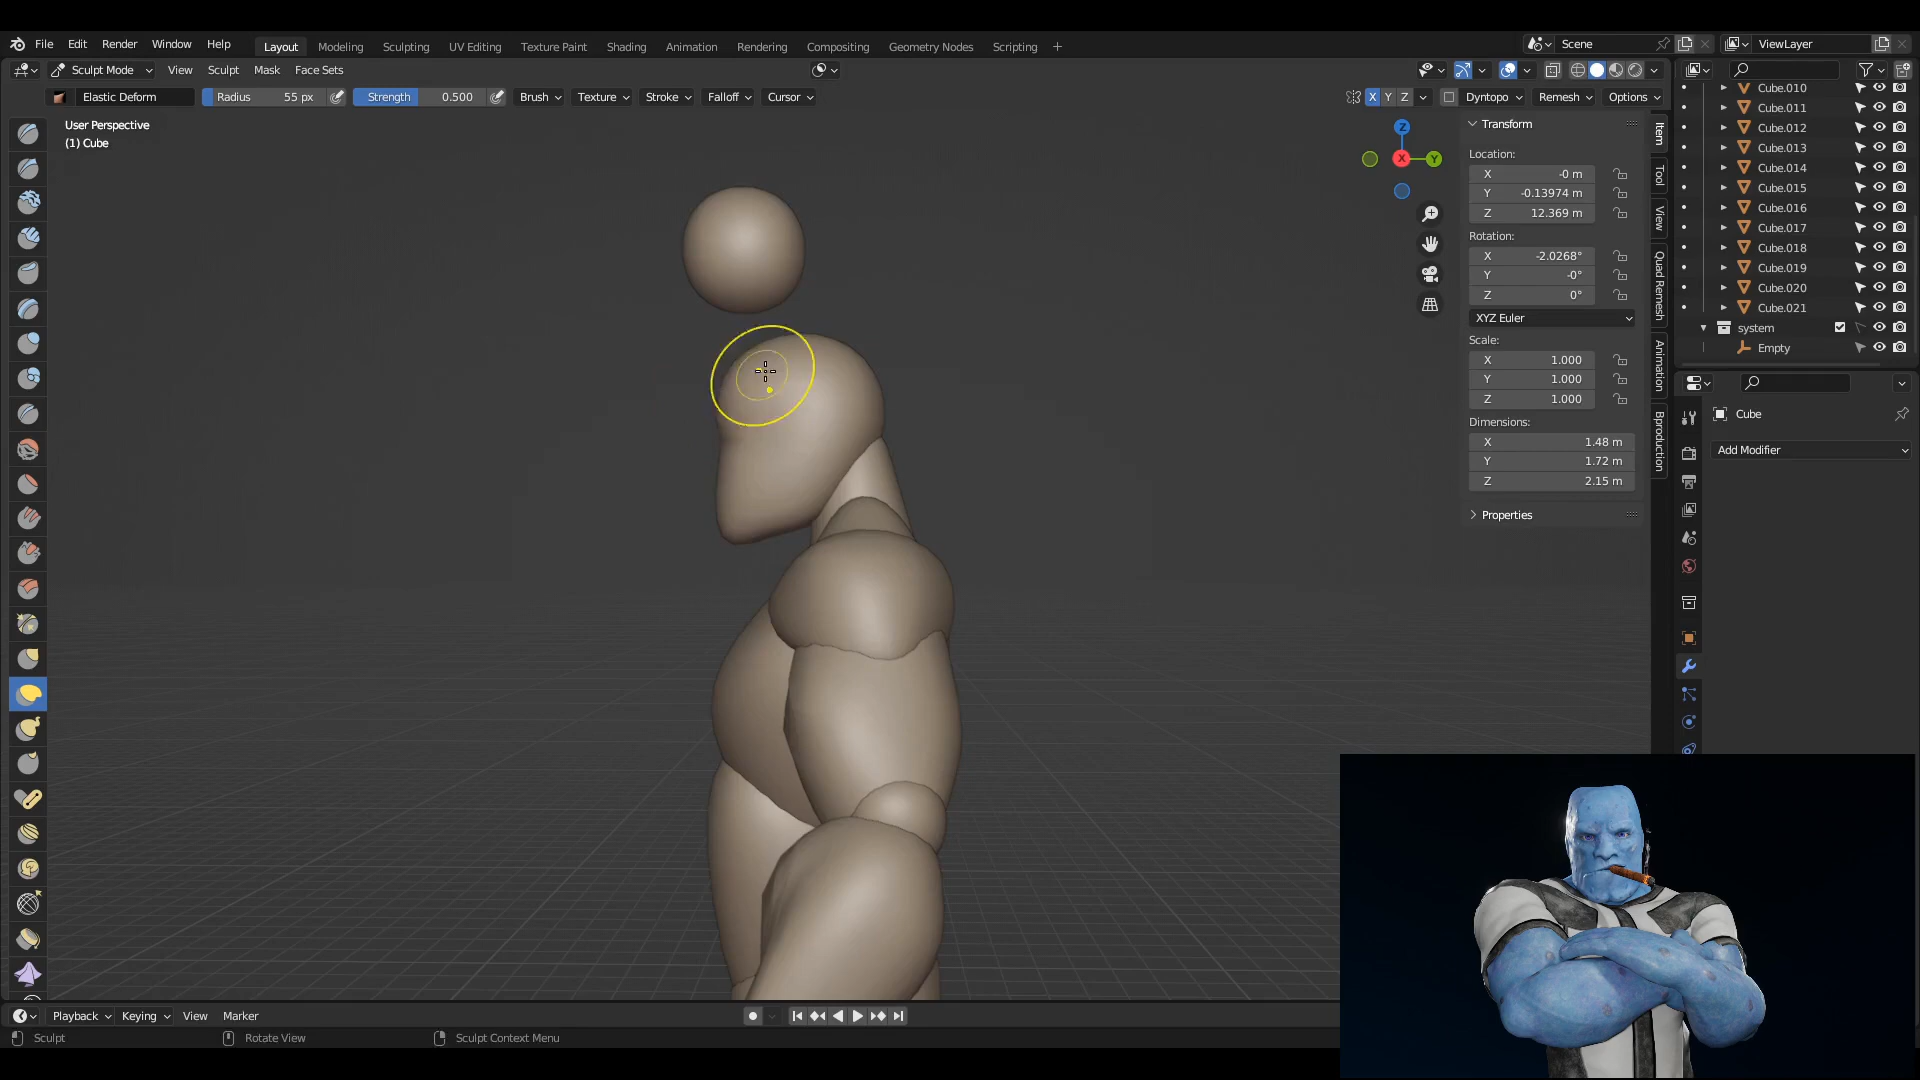 File Edit Render Window Help Layout Modeling Sculpting UV Editing Texture Paint Shading Animation Rendering Compositing Geometry Nodes Scripting + Scene ViewLayer
Sculpt Mode View Sculpt Mask Face Sets
Elastic Deform Radius 55 px Strength 0.500 Brush Texture Stroke Falloff Cursor X Y Z Dyntopo Remesh Options
User Perspective
(1) Cube
Z
X
Y
Transform
Location:
X -0 m
Y -0.13974 m
Z 12.369 m
Rotation:
X -2.0268°
Y -0°
Z 0°
XYZ Euler
Scale:
X 1.000
Y 1.000
Z 1.000
Dimensions:
X 1.48 m
Y 1.72 m
Z 2.15 m
Properties
Item
Tool
View
Quad Remesh
Animation
Bproduction
Cube.010
Cube.011
Cube.012
Cube.013
Cube.014
Cube.015
Cube.016
Cube.017
Cube.018
Cube.019
Cube.020
Cube.021
system
Empty
Cube
Add Modifier
Playback Keying View Marker
Sculpt Rotate View Sculpt Context Menu